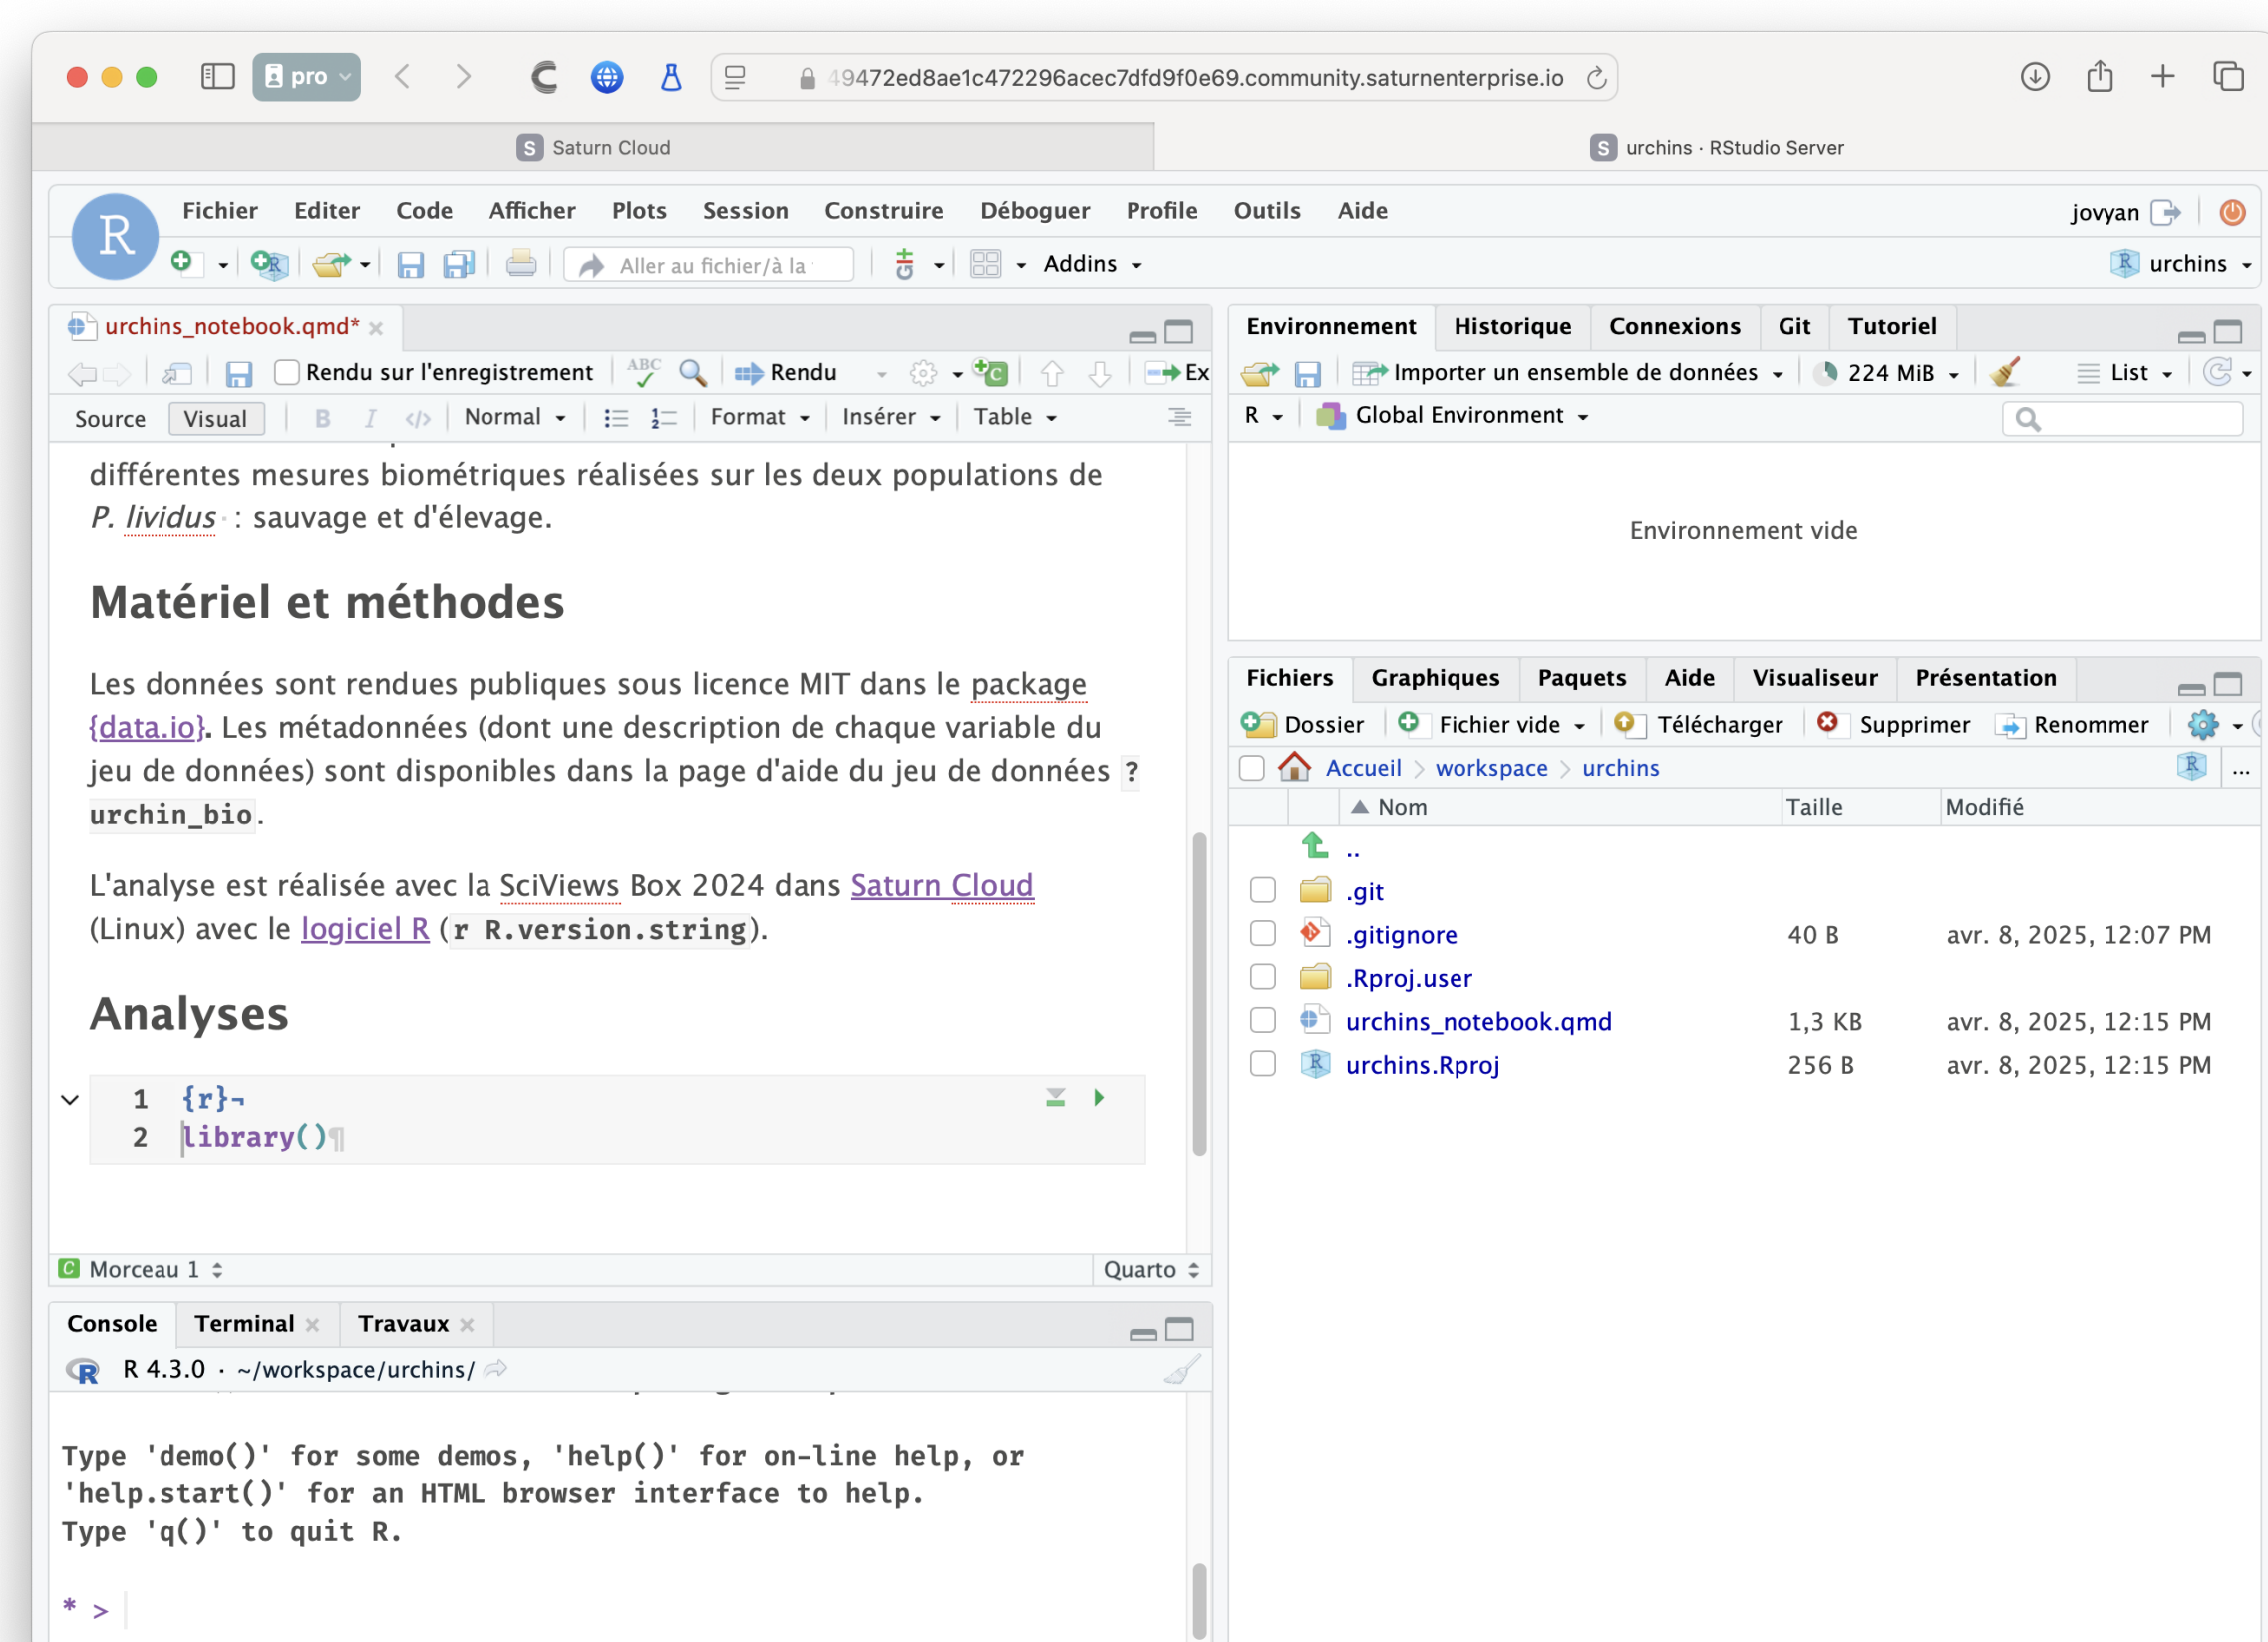 pro
49472ed8ae1c472296acec7dfd9f0e69.community.saturnenterprise.io
S Saturn Cloud
S urchins · RStudio Server
R
Fichier Editer Code Afficher Plots Session Construire Déboguer Profile Outils Aide
jovyan
Aller au fichier/à la
Addins
urchins
urchins_notebook.qmd*
Rendu sur l'enregistrement ABC Rendu Ex
Source Visual B I </> Normal Format Insérer Table
différentes mesures biométriques réalisées sur les deux populations de
P. lividus · : sauvage et d'élevage.
Matériel et méthodes
Les données sont rendues publiques sous licence MIT dans le package
{data.io}. Les métadonnées (dont une description de chaque variable du
jeu de données) sont disponibles dans la page d'aide du jeu de données ?
urchin_bio.
L'analyse est réalisée avec la SciViews Box 2024 dans Saturn Cloud
(Linux) avec le logiciel R (r R.version.string).
Analyses
1 {r}¬
2 library()¶
C Morceau 1
Quarto
Console Terminal Travaux
R 4.3.0 · ~/workspace/urchins/
Type 'demo()' for some demos, 'help()' for on-line help, or
'help.start()' for an HTML browser interface to help.
Type 'q()' to quit R.
* >
Environnement Historique Connexions Git Tutoriel
Importer un ensemble de données 224 MiB List
R Global Environment
Environnement vide
Fichiers Graphiques Paquets Aide Visualiseur Présentation
Dossier Fichier vide Télécharger Supprimer Renommer
Accueil > workspace > urchins ...
Nom Taille Modifié
..
.git
.gitignore 40 B avr. 8, 2025, 12:07 PM
.Rproj.user
urchins_notebook.qmd 1,3 KB avr. 8, 2025, 12:15 PM
urchins.Rproj 256 B avr. 8, 2025, 12:15 PM